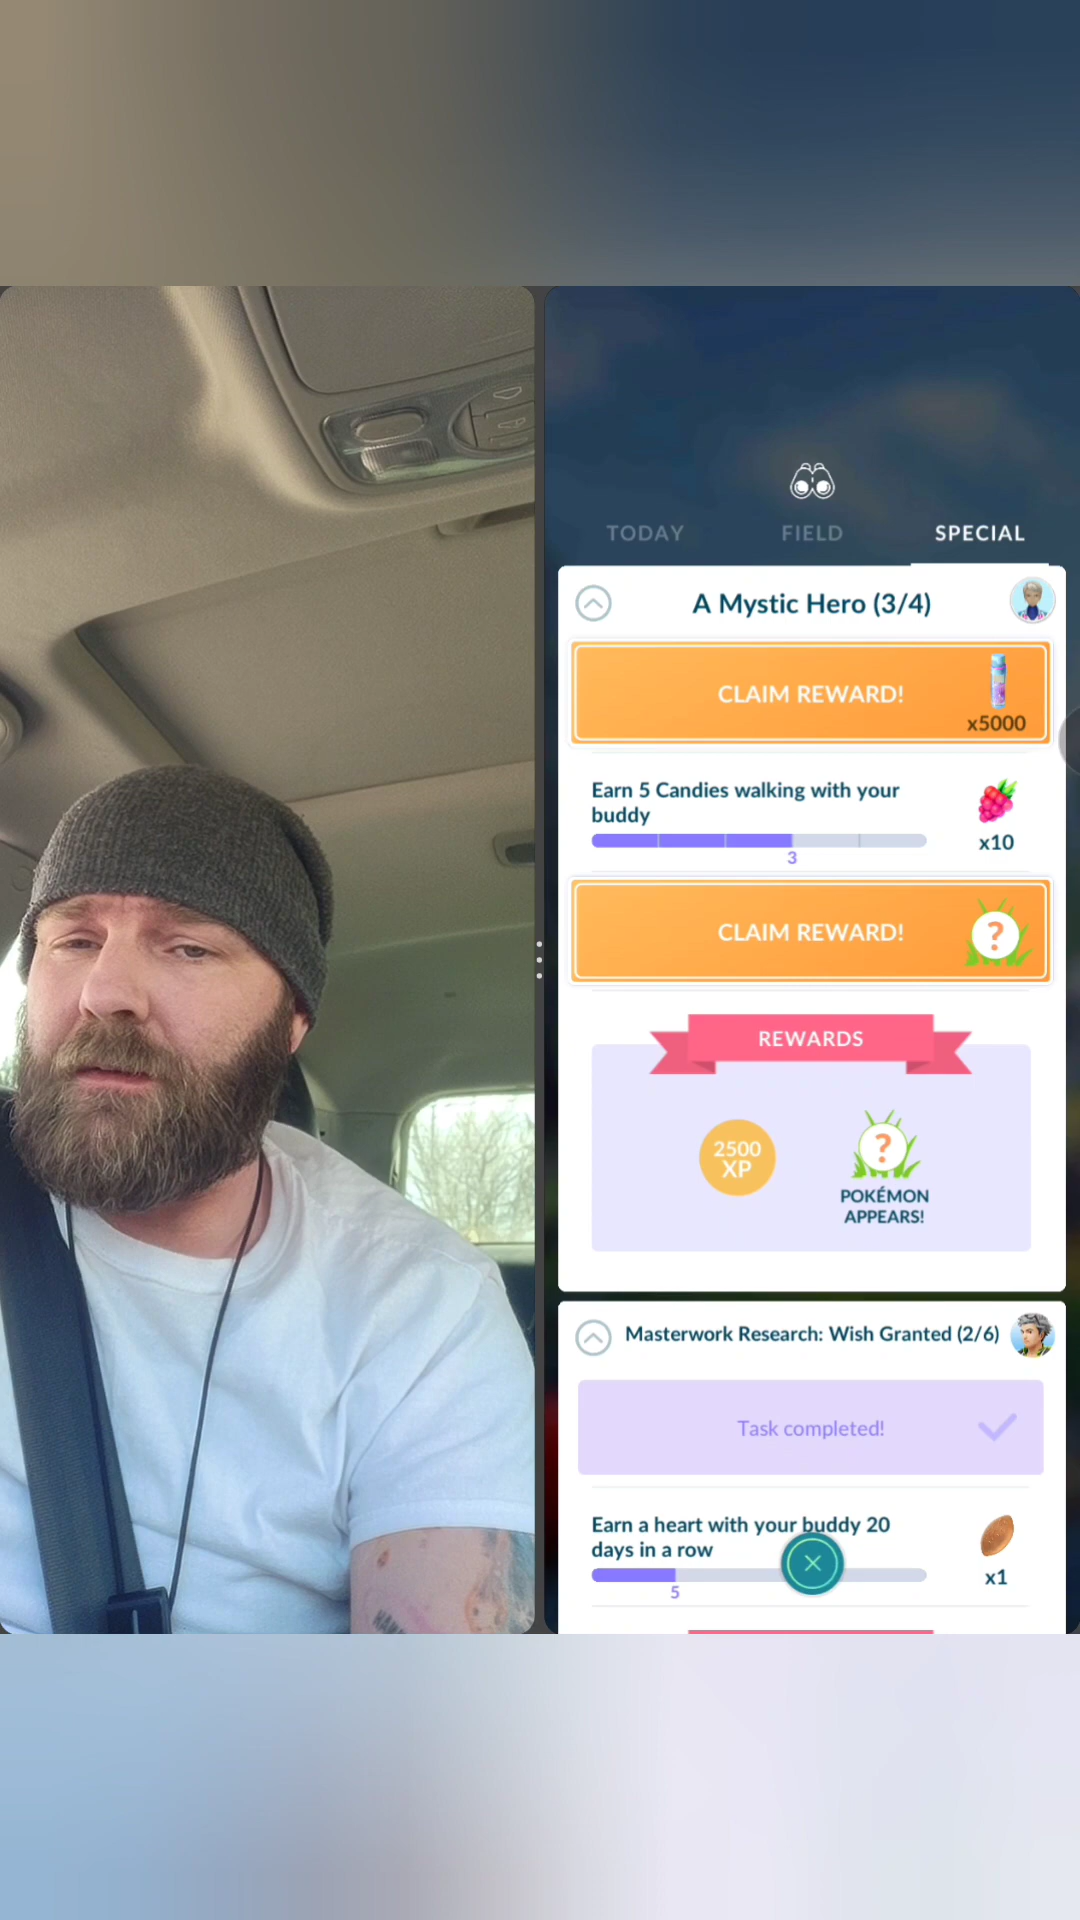 TODAY
FIELD
SPECIAL
A Mystic Hero (3/4)
CLAIM REWARD!
x5000
Earn 5 Candies walking with your
buddy
x10
3
CLAIM REWARD!
?
REWARDS
2500
XP
?
POKÉMON
APPEARS!
Masterwork Research: Wish Granted (2/6)
Task completed!
Earn a heart with your buddy 20
days in a row
x1
5